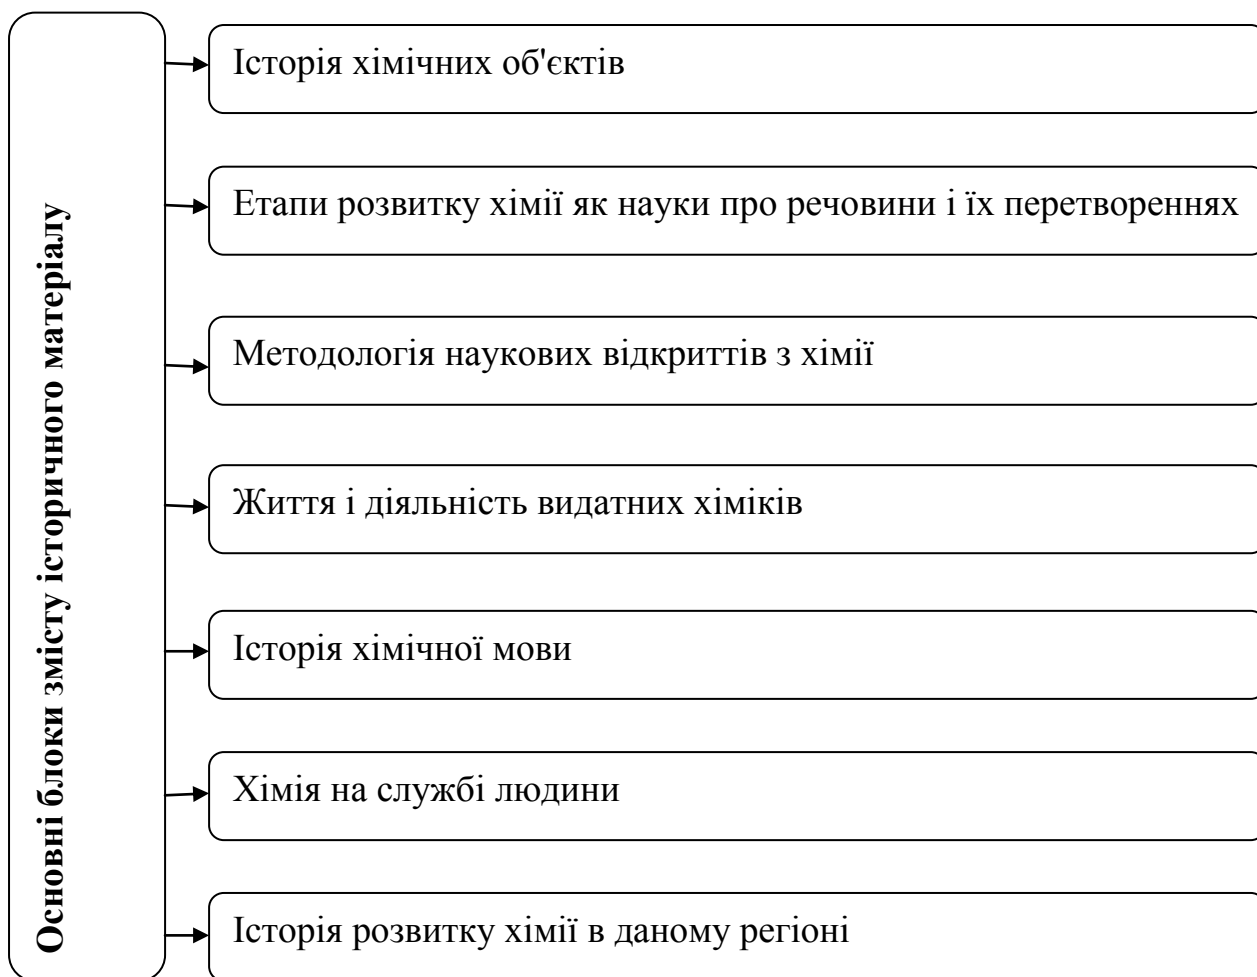 Основні блоки змісту історичного матеріалу
Історія хімічних об'єктів
Етапи розвитку хімії як науки про речовини і їх перетвореннях
Методологія наукових відкриттів з хімії
Життя і діяльність видатних хіміків
Історія хімічної мови
Хімія на службі людини
Історія розвитку хімії в даному регіоні